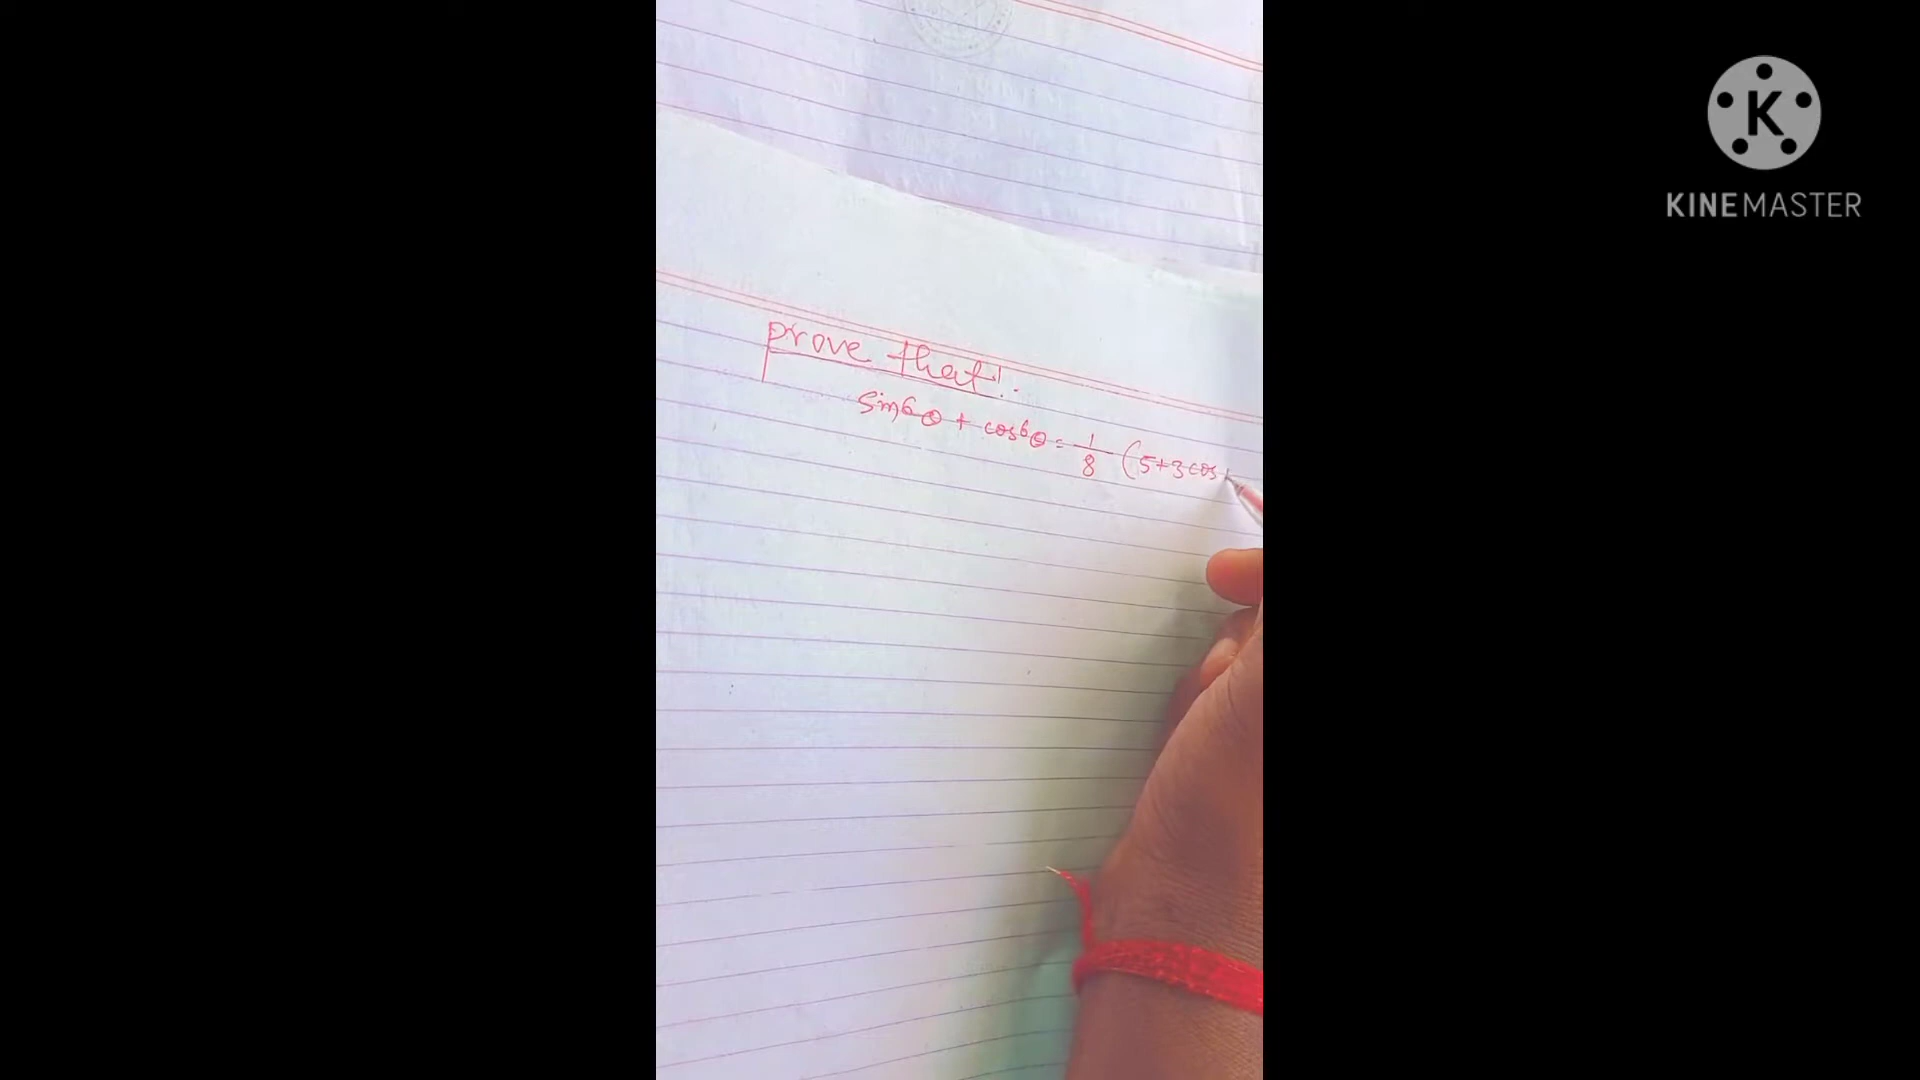 K
KINEMASTER
Prove that:-
sin⁶θ + cos⁶θ = 1/8 (5+3cos